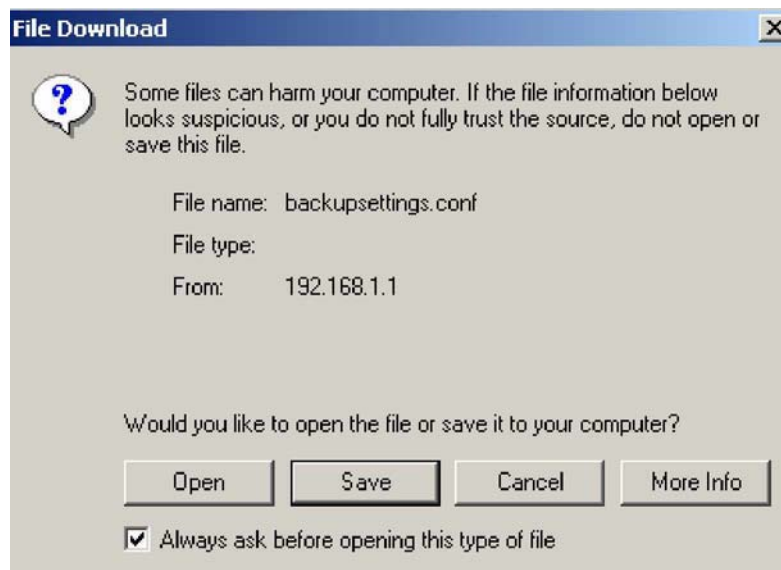 File Download
Some files can harm your computer. If the file information below
looks suspicious, or you do not fully trust the source, do not open or
save this file.
File name: backupsettings.conf
File type:
From: 192.168.1.1
Would you like to open the file or save it to your computer?
Open Save Cancel More Info
Always ask before opening this type of file